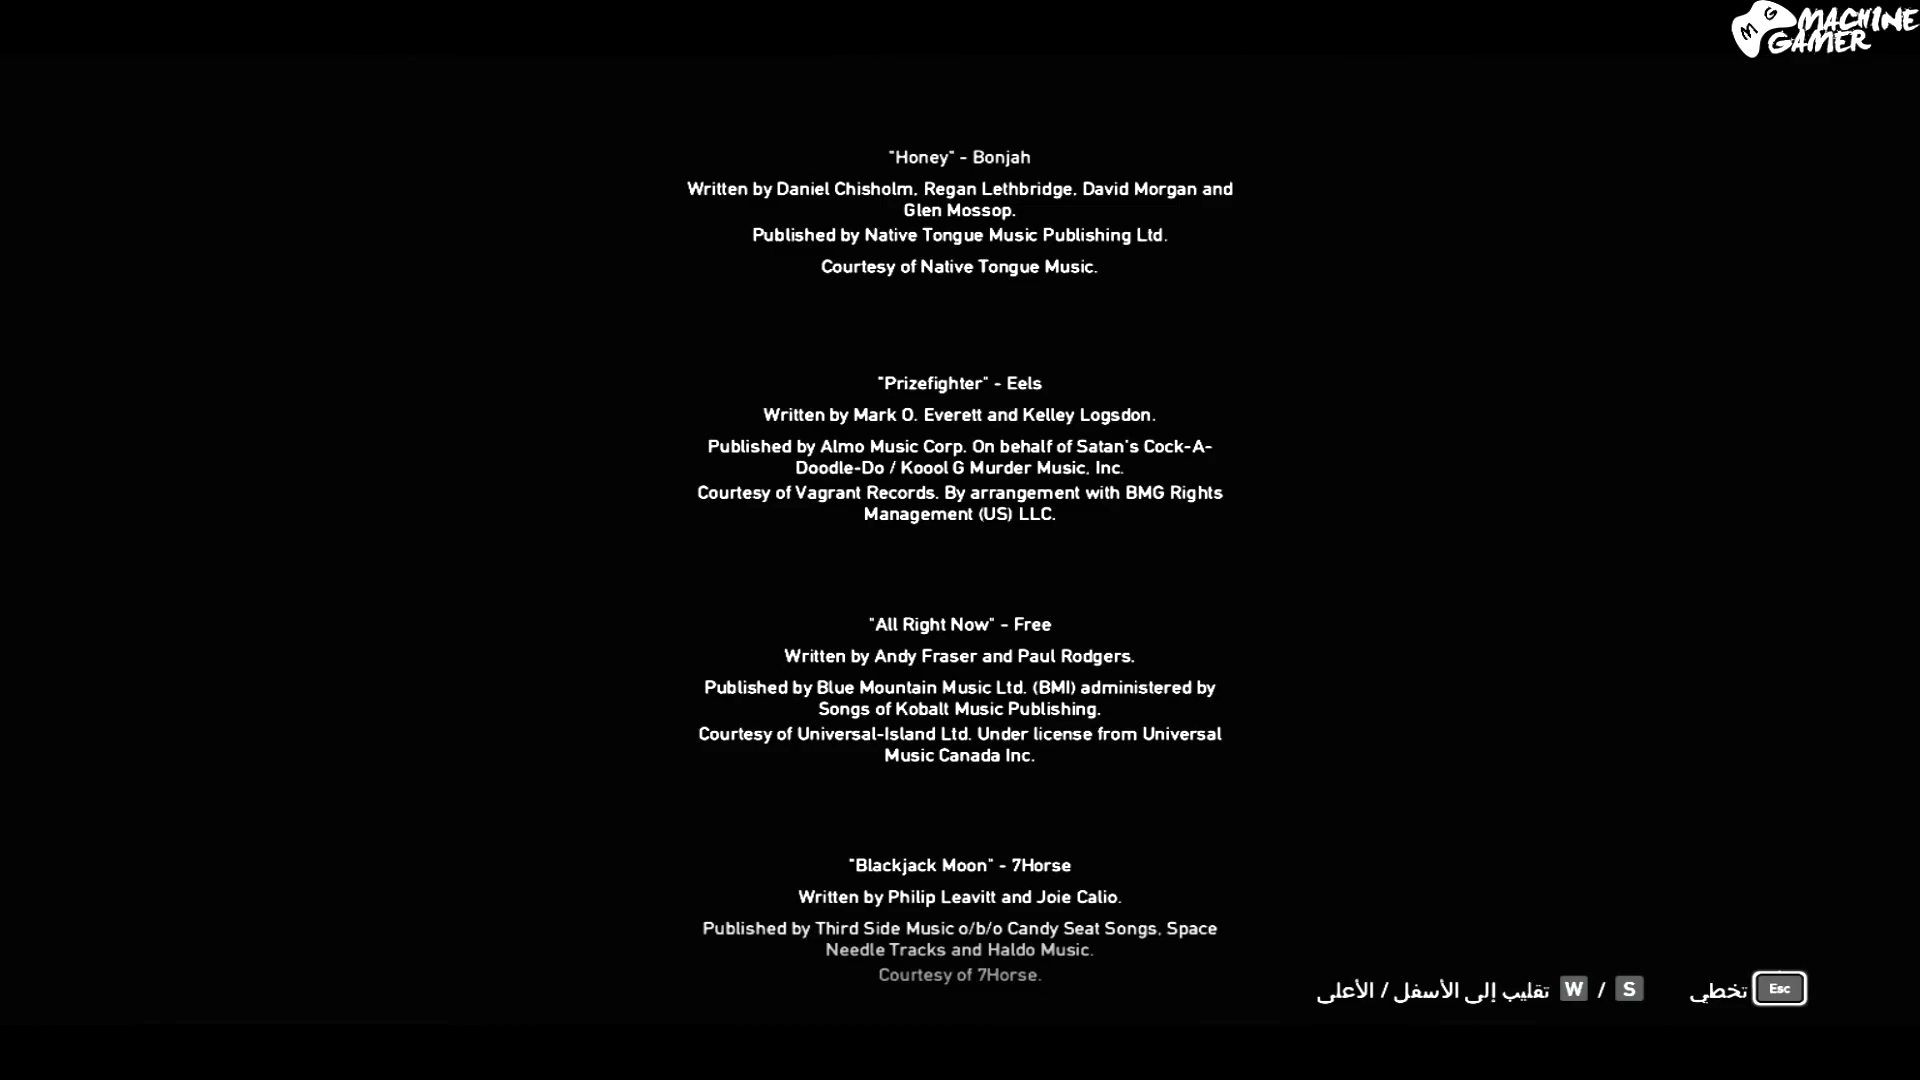 MG MACHINE
GAMER
"Honey" - Bonjah
Written by Daniel Chisholm, Regan Lethbridge, David Morgan and
Glen Mossop.
Published by Native Tongue Music Publishing Ltd.
Courtesy of Native Tongue Music.
"Prizefighter" - Eels
Written by Mark O. Everett and Kelley Logsdon.
Published by Almo Music Corp. On behalf of Satan's Cock-A-
Doodle-Do / Koool G Murder Music, Inc.
Courtesy of Vagrant Records. By arrangement with BMG Rights
Management (US) LLC.
"All Right Now" - Free
Written by Andy Fraser and Paul Rodgers.
Published by Blue Mountain Music Ltd. (BMI) administered by
Songs of Kobalt Music Publishing.
Courtesy of Universal-Island Ltd. Under license from Universal
Music Canada Inc.
"Blackjack Moon" - 7Horse
Written by Philip Leavitt and Joie Calio.
Published by Third Side Music o/b/o Candy Seat Songs, Space
Needle Tracks and Haldo Music.
Courtesy of 7Horse.
تقليب إلى الأسفل / الأعلى W / S تخطي Esc